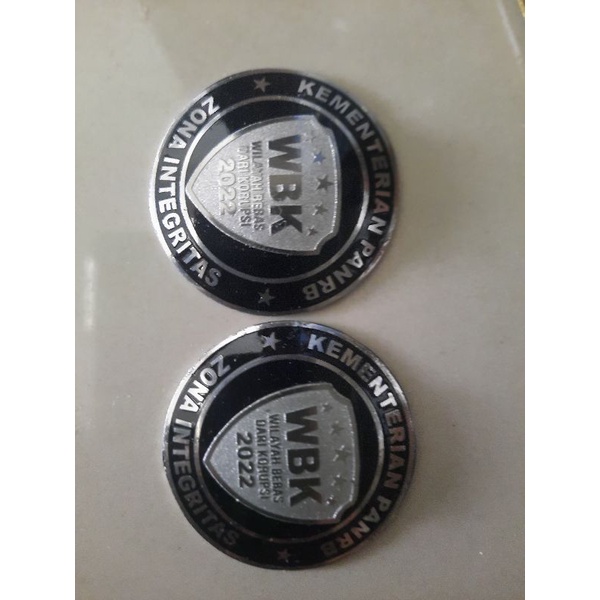 KEMENTERIAN PANRB
WBK
WILAYAH BEBAS
DARI KORUPSI
2022
ZONA INTEGRITAS
KEMENTERIAN PANRB
WBK
WILAYAH BEBAS
DARI KORUPSI
2022
ZONA INTEGRITAS